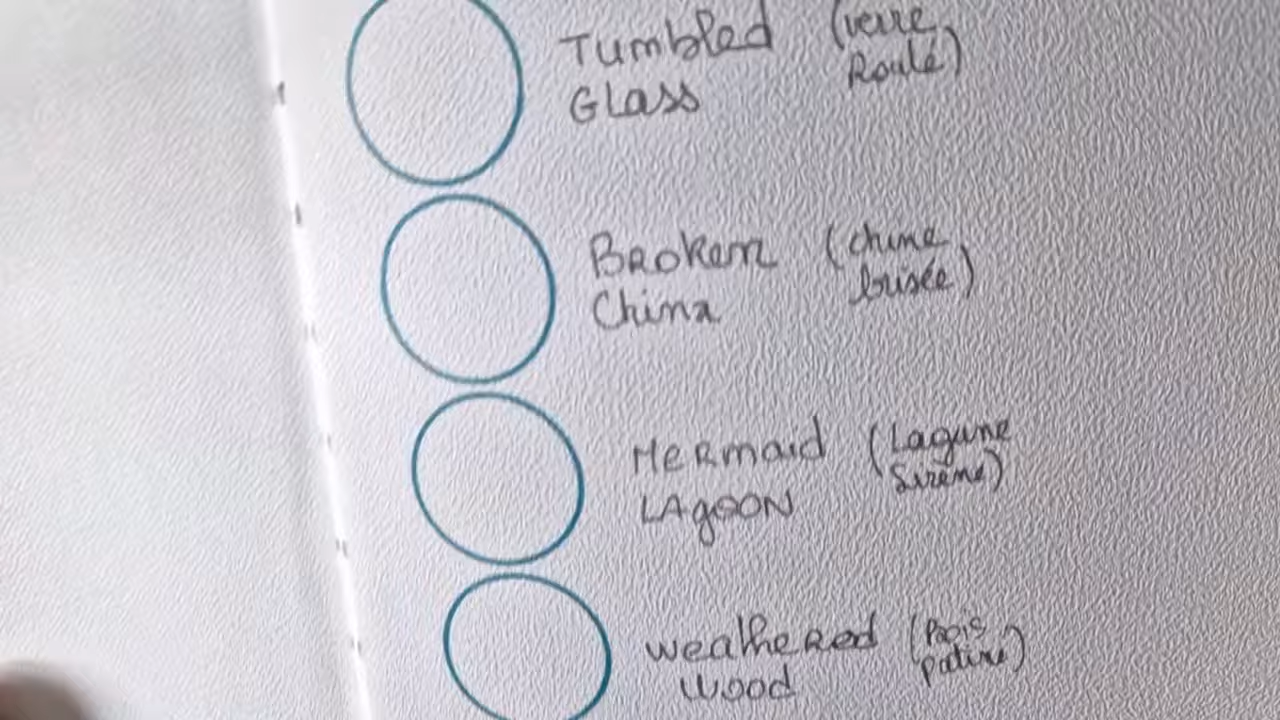 Tumbled (verre
Glass Roulé)
Broken (chine
China brisée)
Mermaid (Lagune
LAgOON Sirène)
Weathered (Bois
Wood patiné)